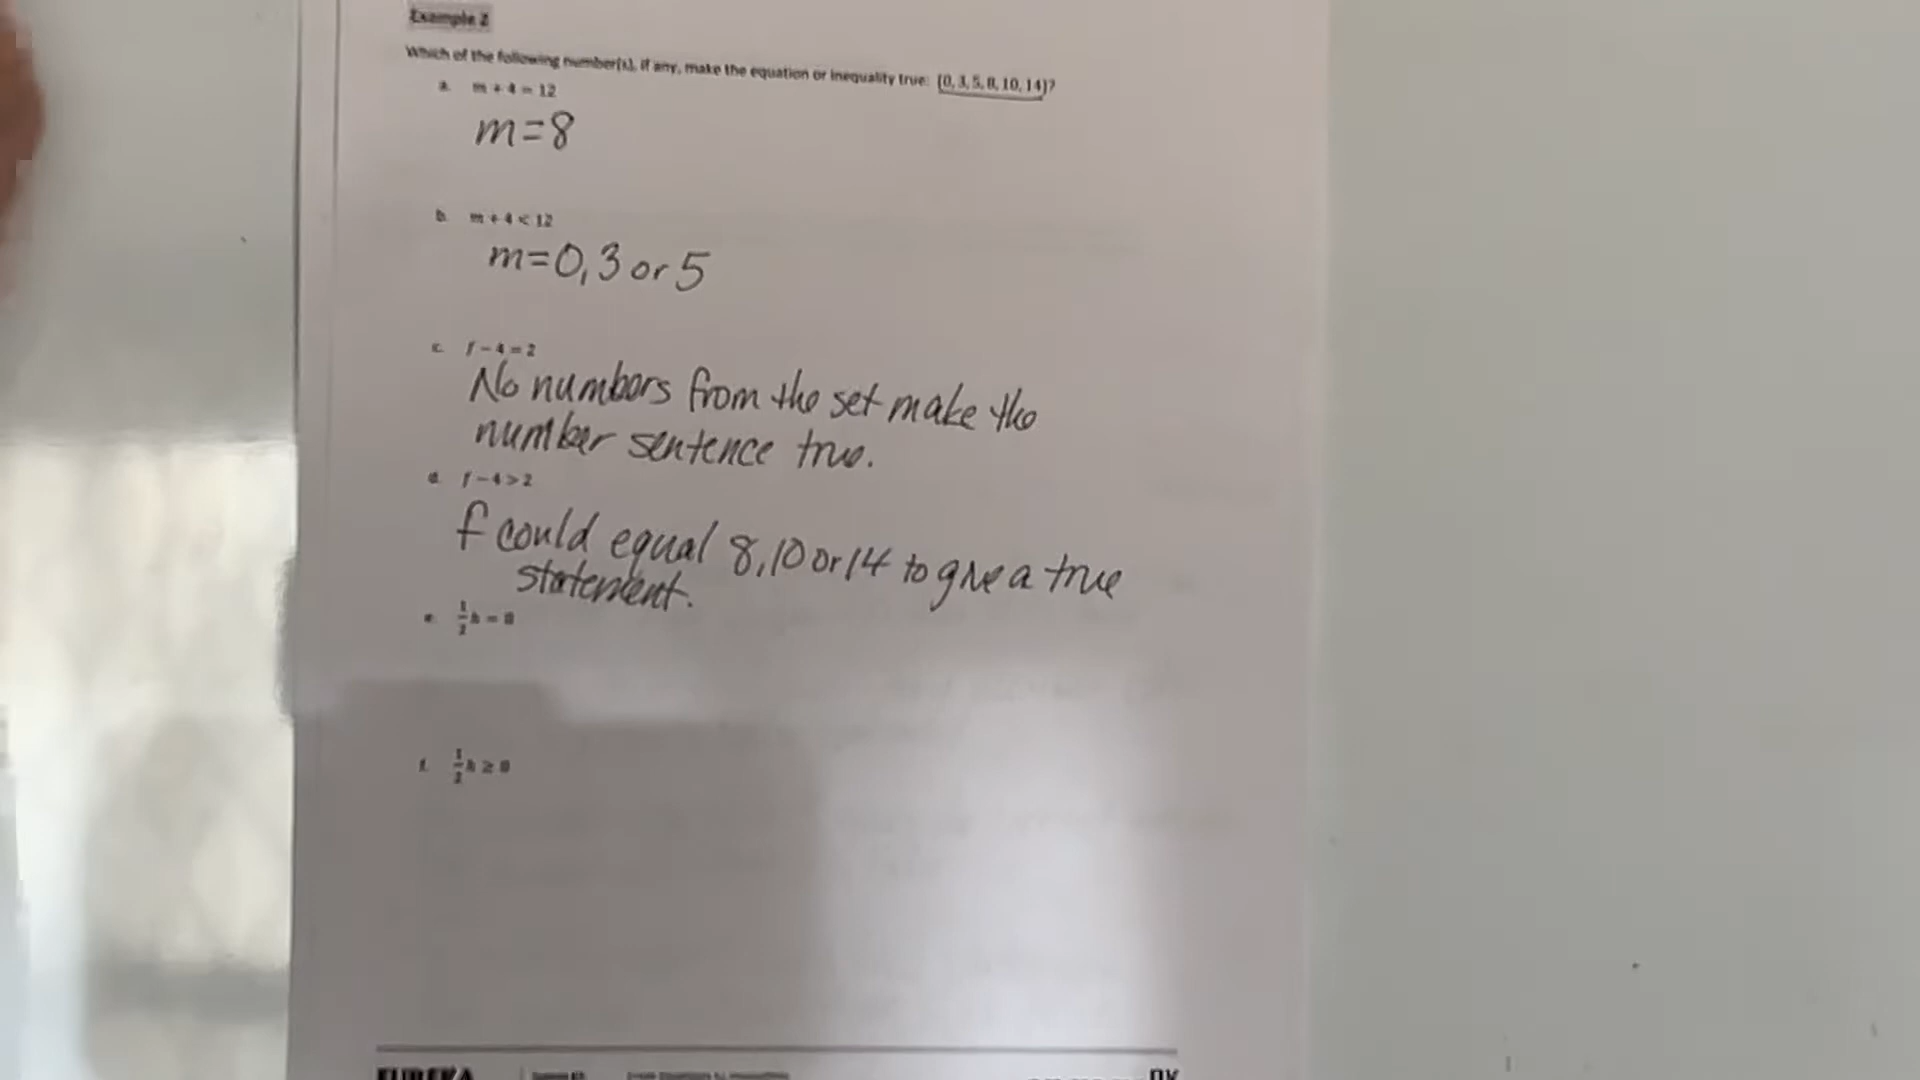 Example 2
Which of the following number(s), if any, make the equation or inequality true: {0, 3, 5, 8, 10, 14}?
a. m + 4 = 12
m=8
b. m + 4 < 12
m=0,3 or 5
c. f − 4 = 2
No numbers from the set make the
number sentence true.
d. f − 4 > 2
f could equal 8,10 or 14 to give a true
statement.
e. 1/2 h = 8
f. 1/2 h ≥ 8
EUREKA